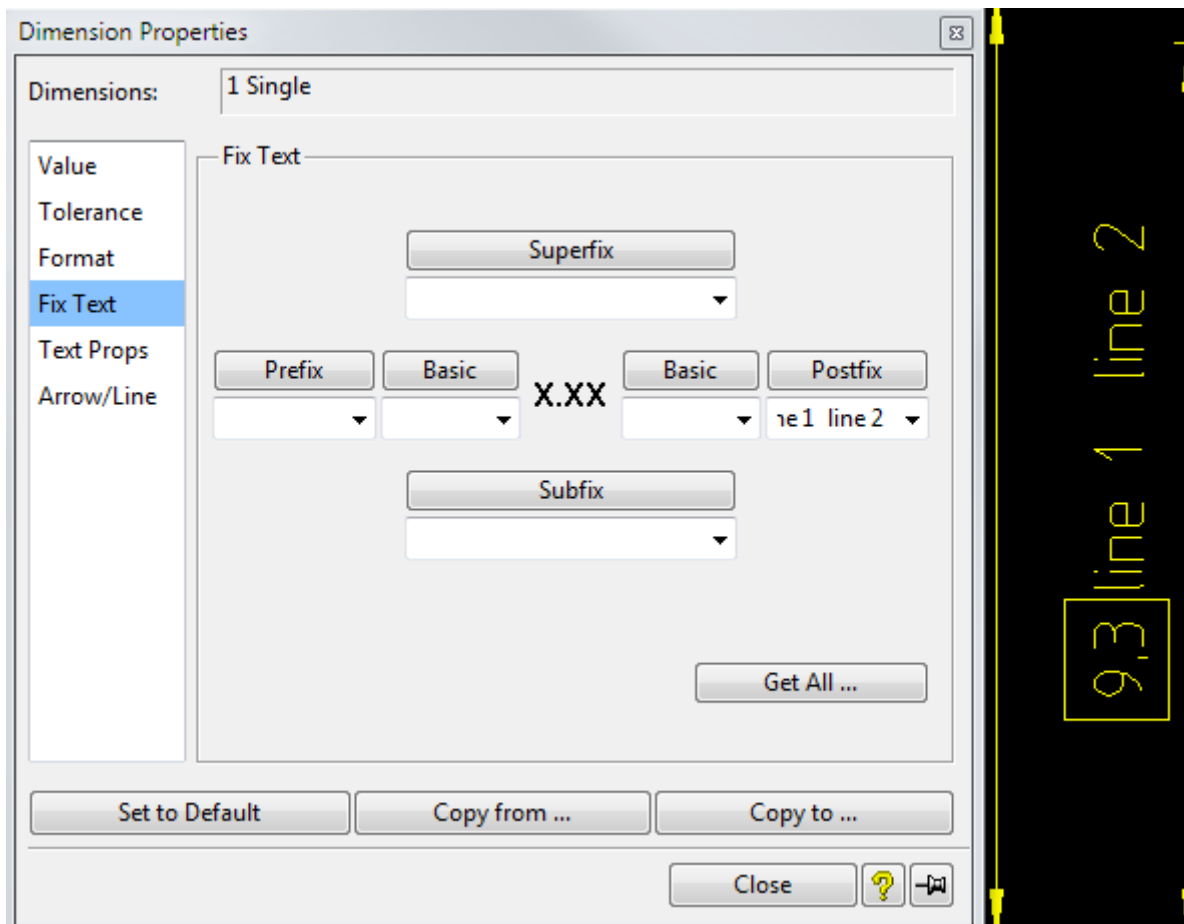 Dimension Properties
Dimensions:
1 Single
Value
Tolerance
Format
Fix Text
Text Props
Arrow/Line
Fix Text
Superfix
Prefix
Basic
X.XX
Basic
Postfix
1 line 2
Subfix
Get All ...
Set to Default
Copy from ...
Copy to ...
Close
9,3 line 1 line 2